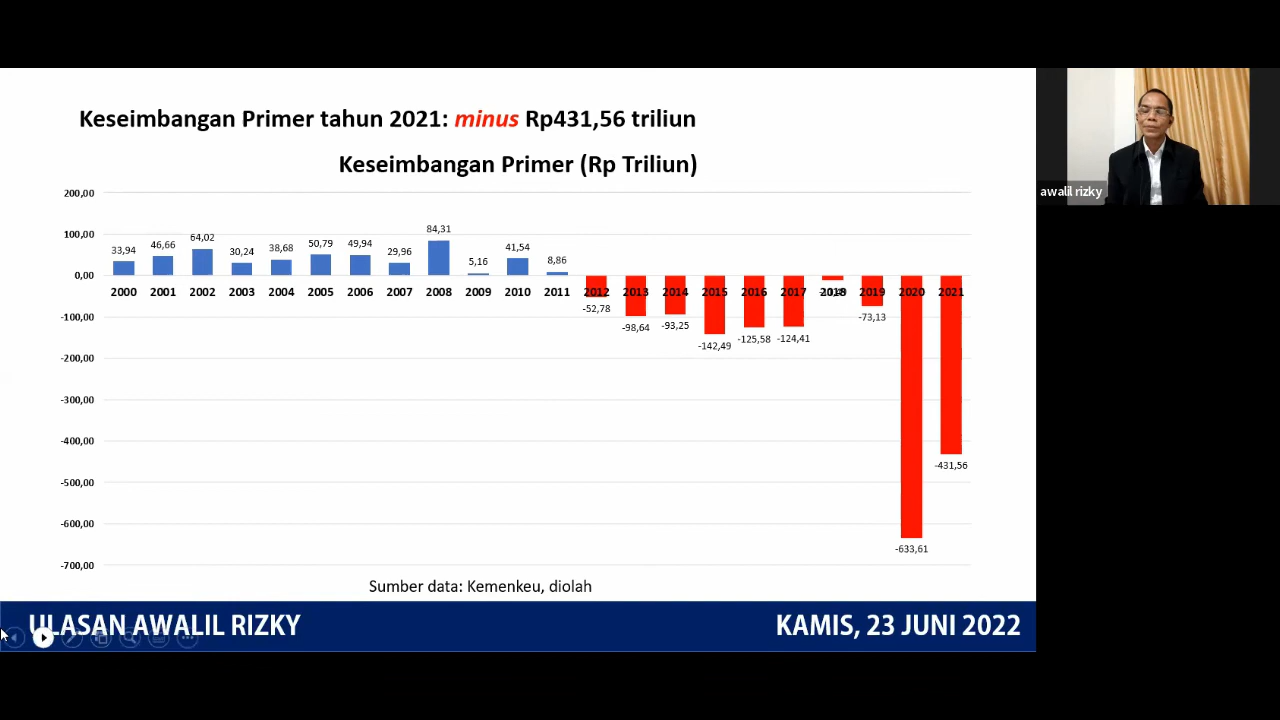 Keseimbangan Primer tahun 2021: minus Rp431,56 triliun
Keseimbangan Primer (Rp Triliun)
awalil rizky
200,00
100,00
0,00
-100,00
-200,00
-300,00
-400,00
-500,00
-600,00
-700,00
33,94 46,66 64,02 30,24 38,68 50,79 49,94 29,96 84,31 5,16 41,54 8,86
2000 2001 2002 2003 2004 2005 2006 2007 2008 2009 2010 2011 2012 2013 2014 2015 2016 2017 2018 2019 2020 2021
-52,78 -98,64 -93,25 -142,49 -125,58 -124,41 -73,13 -633,61 -431,56
Sumber data: Kemenkeu, diolah
ULASAN AWALIL RIZKY
KAMIS, 23 JUNI 2022